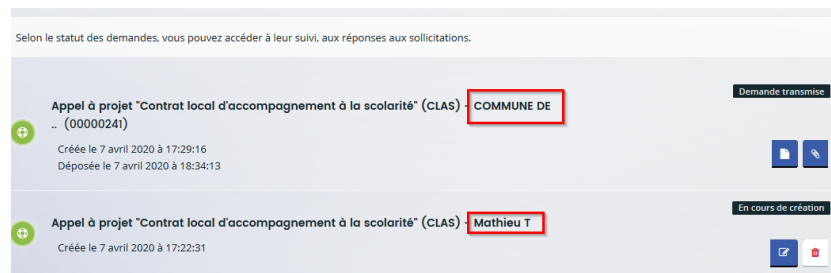 Selon le statut des demandes, vous pouvez accéder à leur suivi, aux réponses aux sollicitations.
Demande transmise
Appel à projet "Contrat local d'accompagnement à la scolarité" (CLAS) - COMMUNE DE
.. (00000241)
Créée le 7 avril 2020 à 17:29:16
Déposée le 7 avril 2020 à 18:34:13
En cours de création
Appel à projet "Contrat local d'accompagnement à la scolarité" (CLAS) - Mathieu T
Créée le 7 avril 2020 à 17:22:31